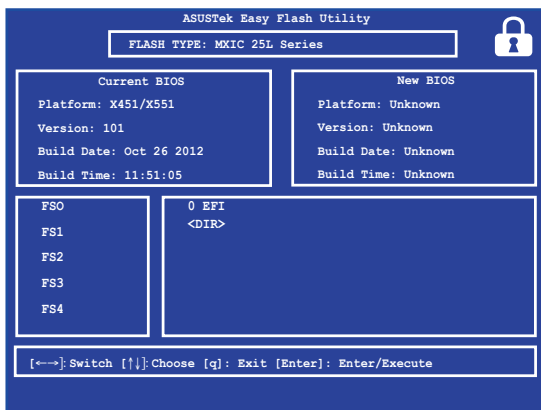 ASUSTek Easy Flash Utility
FLASH TYPE: MXIC 25L Series
Current BIOS
Platform: X451/X551
Version: 101
Build Date: Oct 26 2012
Build Time: 11:51:05
New BIOS
Platform: Unknown
Version: Unknown
Build Date: Unknown
Build Time: Unknown
FSO
FS1
FS2
FS3
FS4
0 EFI
<DIR>
[←→]: Switch [↑↓]: Choose [q]: Exit [Enter]: Enter/Execute